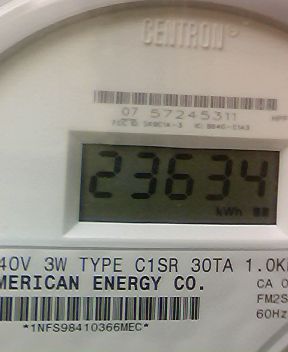 CENTRON
07 57245311
23634
kWh
40V 3W TYPE C1SR 30TA 1.0K
MERICAN ENERGY CO.
CA 0
FM2S
60Hz
*1NFS98410366MEC*